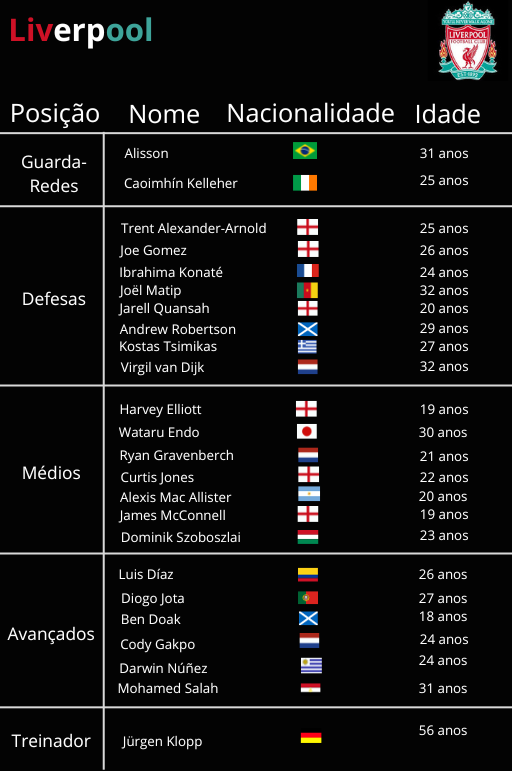 Liverpool
YOU'LL NEVER WALK ALONE
LIVERPOOL
FOOTBALL CLUB
EST·1892
Posição Nome Nacionalidade Idade
Guarda-
Redes
Alisson 31 anos
Caoimhín Kelleher 25 anos
Defesas
Trent Alexander-Arnold 25 anos
Joe Gomez 26 anos
Ibrahima Konaté 24 anos
Joël Matip 32 anos
Jarell Quansah 20 anos
Andrew Robertson 29 anos
Kostas Tsimikas 27 anos
Virgil van Dijk 32 anos
Médios
Harvey Elliott 19 anos
Wataru Endo 30 anos
Ryan Gravenberch 21 anos
Curtis Jones 22 anos
Alexis Mac Allister 20 anos
James McConnell 19 anos
Dominik Szoboszlai 23 anos
Avançados
Luis Díaz 26 anos
Diogo Jota 27 anos
Ben Doak 18 anos
Cody Gakpo 24 anos
Darwin Núñez 24 anos
Mohamed Salah 31 anos
Treinador
Jürgen Klopp 56 anos